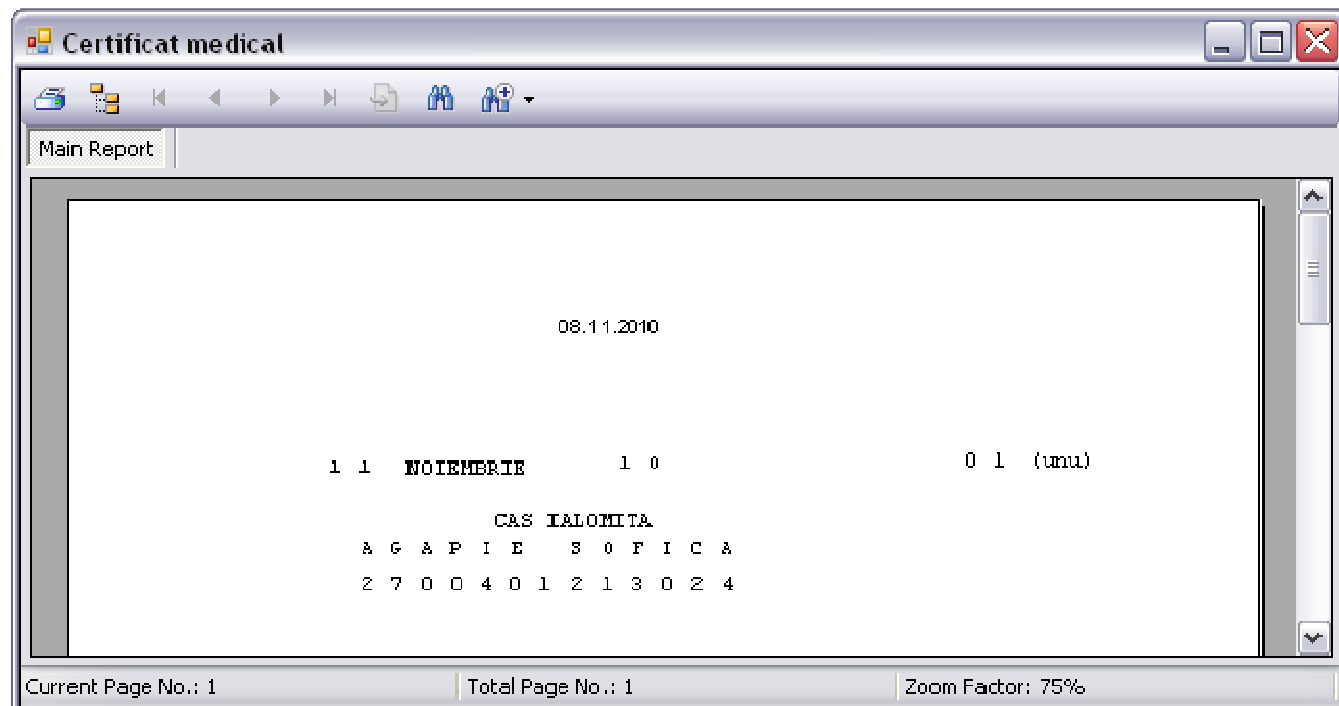 Certificat medical
Main Report
08.11.2010
1 1 NOIEMBRIE 1 0 0 1 (unu)
CAS IALOMITA
A G A P I E S O F I C A
2 7 0 0 4 0 1 2 1 3 0 2 4
Current Page No.: 1 Total Page No.: 1 Zoom Factor: 75%